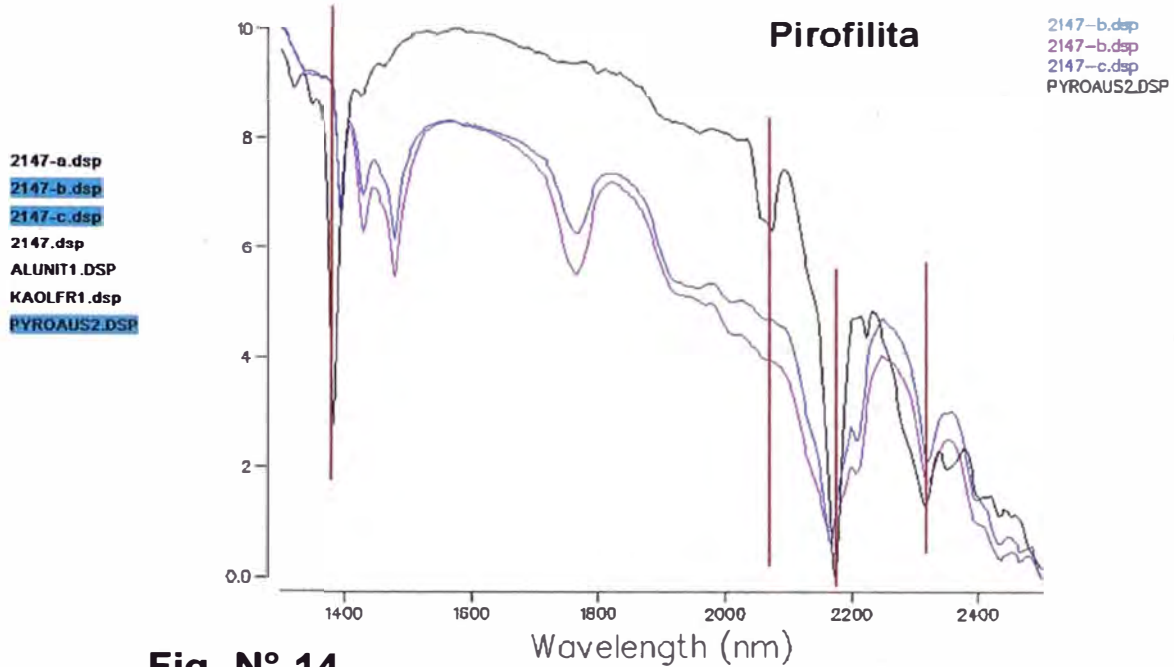 Pirofilita
2147-b.dsp
2147-b.dsp
2147-c.dsp
PYROAUS2.DSP
2147-a.dsp
2147-b.dsp
2147-c.dsp
2147.dsp
ALUNIT1.DSP
KAOLFR1.dsp
PYROAUS2.DSP
10
8
6
4
2
0.0
1400 1600 1800 2000 2200 2400
Wavelength (nm)
Fig. N° 14